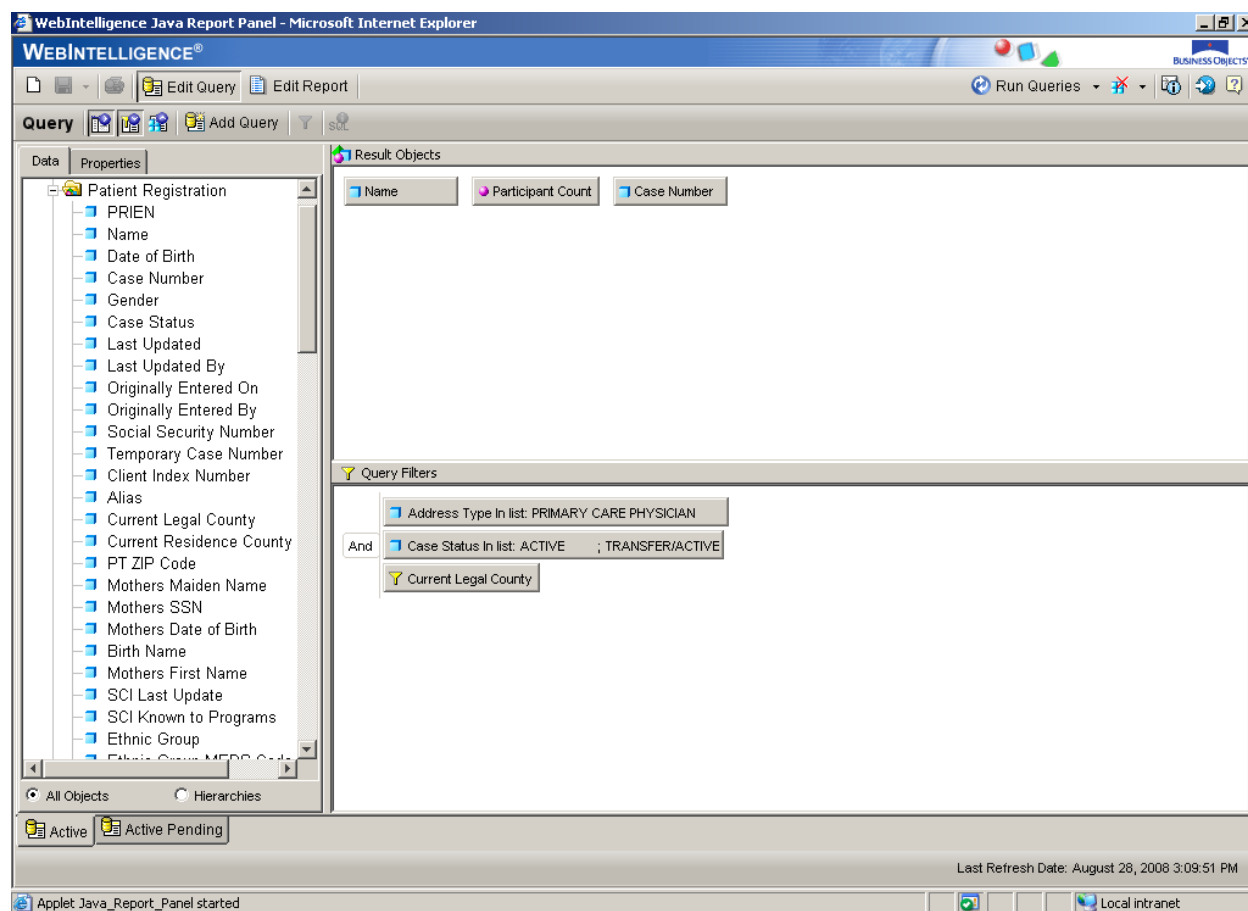 WebIntelligence Java Report Panel - Microsoft Internet Explorer
WEBINTELLIGENCE®
BUSINESS OBJECTS
Edit Query Edit Report Run Queries
Query Add Query SQL
Data Properties
Patient Registration
PRIEN
Name
Date of Birth
Case Number
Gender
Case Status
Last Updated
Last Updated By
Originally Entered On
Originally Entered By
Social Security Number
Temporary Case Number
Client Index Number
Alias
Current Legal County
Current Residence County
PT ZIP Code
Mothers Maiden Name
Mothers SSN
Mothers Date of Birth
Birth Name
Mothers First Name
SCI Last Update
SCI Known to Programs
Ethnic Group
All Objects Hierarchies
Result Objects
Name Participant Count Case Number
Query Filters
Address Type In list: PRIMARY CARE PHYSICIAN
And
Case Status In list: ACTIVE ; TRANSFER/ACTIVE
Current Legal County
Active Active Pending
Last Refresh Date: August 28, 2008 3:09:51 PM
Applet Java_Report_Panel started Local intranet